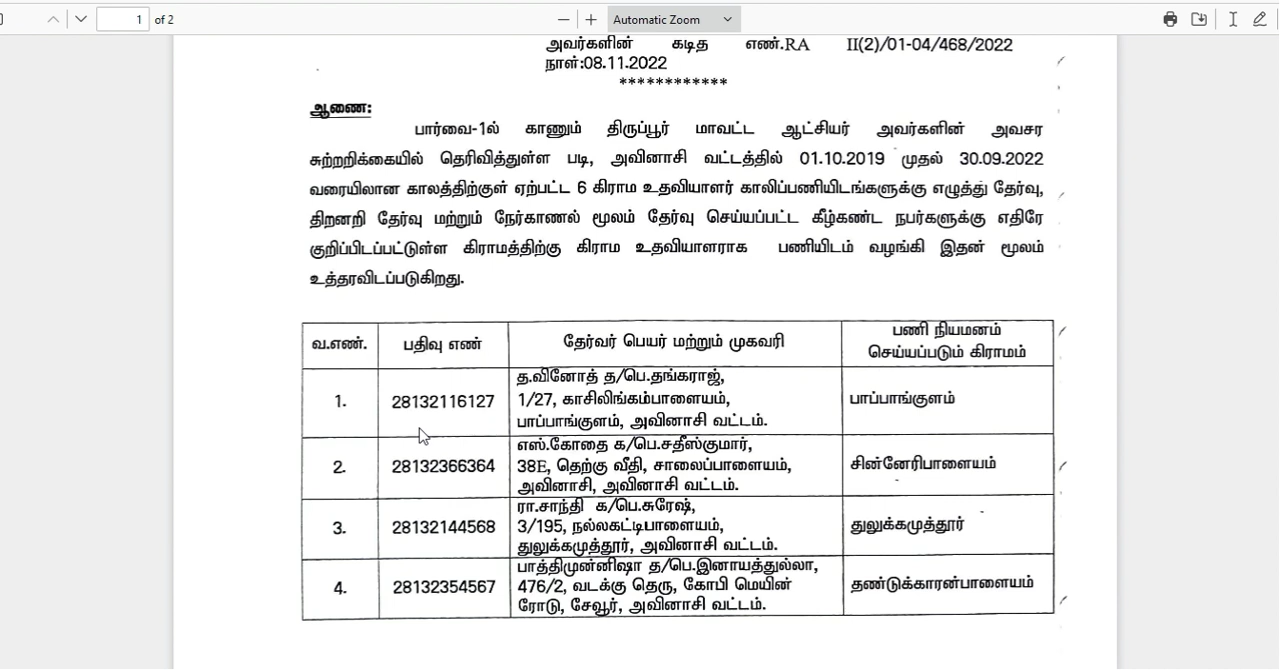 1 of 2
Automatic Zoom
அவர்களின் கடித எண்.RA II(2)/01-04/468/2022
நாள்:08.11.2022
************
ஆணை:
பார்வை-1ல் காணும் திருப்பூர் மாவட்ட ஆட்சியர் அவர்களின் அவசர
சுற்றறிக்கையில் தெரிவித்துள்ள படி, அவினாசி வட்டத்தில் 01.10.2019 முதல் 30.09.2022
வரையிலான காலத்திற்குள் ஏற்பட்ட 6 கிராம உதவியாளர் காலிப்பணியிடங்களுக்கு எழுத்து தேர்வு,
திறனறி தேர்வு மற்றும் நேர்காணல் மூலம் தேர்வு செய்யப்பட்ட கீழ்கண்ட நபர்களுக்கு எதிரே
குறிப்பிடப்பட்டுள்ள கிராமத்திற்கு கிராம உதவியாளராக பணியிடம் வழங்கி இதன் மூலம்
உத்தரவிடப்படுகிறது.
வ.எண். பதிவு எண் தேர்வர் பெயர் மற்றும் முகவரி பணி நியமனம்
செய்யப்படும் கிராமம்
1. 28132116127 த.வினோத் த/பெ.தங்கராஜ்,
1/27, காசிலிங்கம்பாளையம்,
பாப்பாங்குளம், அவினாசி வட்டம்.
பாப்பாங்குளம்
2. 28132366364 எஸ்.கோதை க/பெ.சதீஸ்குமார்,
38E, தெற்கு வீதி, சாலைப்பாளையம்,
அவினாசி, அவினாசி வட்டம்.
சின்னேரிபாளையம்
3. 28132144568 ரா.சாந்தி க/பெ.சுரேஷ்,
3/195, நல்லகட்டிபாளையம்,
துலுக்கமுத்தூர், அவினாசி வட்டம்.
துலுக்கமுத்தூர்
4. 28132354567 பாத்திமுன்னிஷா த/பெ.இனாயத்துல்லா,
476/2, வடக்கு தெரு, கோபி மெயின்
ரோடு, சேவூர், அவினாசி வட்டம்.
தண்டுக்காரன்பாளையம்